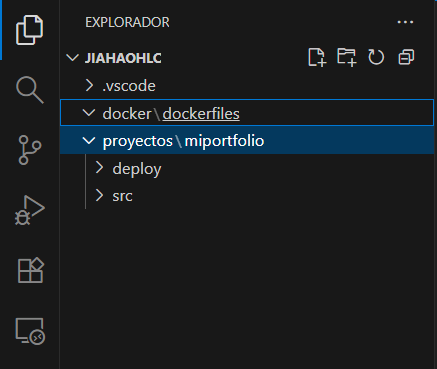 EXPLORADOR
JIAHAOHLC
.vscode
docker\dockerfiles
proyectos\miportfolio
deploy
src